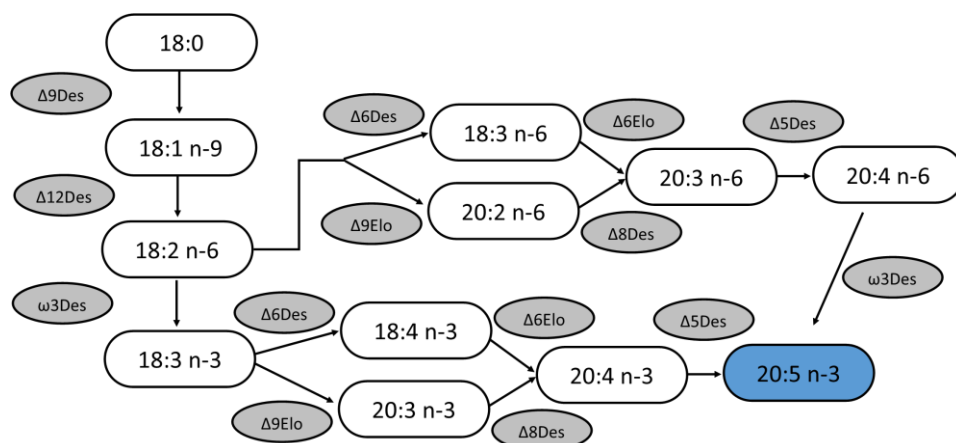 18:0
Δ9Des
18:1 n-9
Δ12Des
18:2 n-6
ω3Des
18:3 n-3
Δ6Des
18:3 n-6
Δ6Elo
Δ9Elo
20:2 n-6
Δ8Des
20:3 n-6
Δ5Des
20:4 n-6
ω3Des
Δ6Des
18:4 n-3
Δ6Elo
Δ9Elo
20:3 n-3
Δ8Des
20:4 n-3
Δ5Des
20:5 n-3